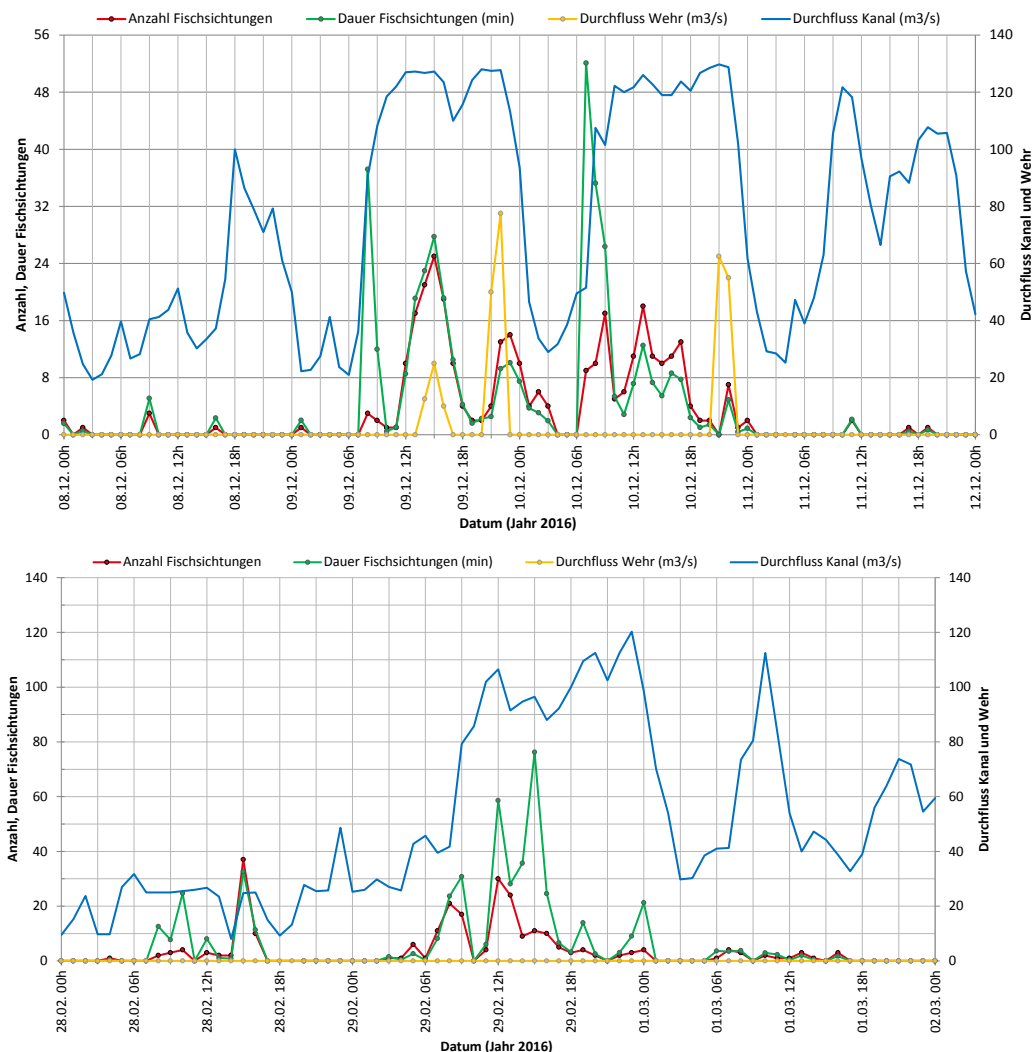 Anzahl Fischsichtungen Dauer Fischsichtungen (min) Durchfluss Wehr (m3/s) Durchfluss Kanal (m3/s)
56 140
48 120
40 100
32 80
24 60
16 40
8 20
0 0
Anzahl, Dauer Fischsichtungen
Durchfluss Kanal und Wehr
08.12. 00h 08.12. 06h 08.12. 12h 08.12. 18h 09.12. 00h 09.12. 06h 09.12. 12h 09.12. 18h 10.12. 00h 10.12. 06h 10.12. 12h 10.12. 18h 11.12. 00h 11.12. 06h 11.12. 12h 11.12. 18h 12.12. 00h
Datum (Jahr 2016)
Anzahl Fischsichtungen Dauer Fischsichtungen (min) Durchfluss Wehr (m3/s) Durchfluss Kanal (m3/s)
140 140
120 120
100 100
80 80
60 60
40 40
20 20
0 0
Anzahl, Dauer Fischsichtungen
Durchfluss Kanal und Wehr
28.02. 00h 28.02. 06h 28.02. 12h 28.02. 18h 29.02. 00h 29.02. 06h 29.02. 12h 29.02. 18h 01.03. 00h 01.03. 06h 01.03. 12h 01.03. 18h 02.03. 00h
Datum (Jahr 2016)